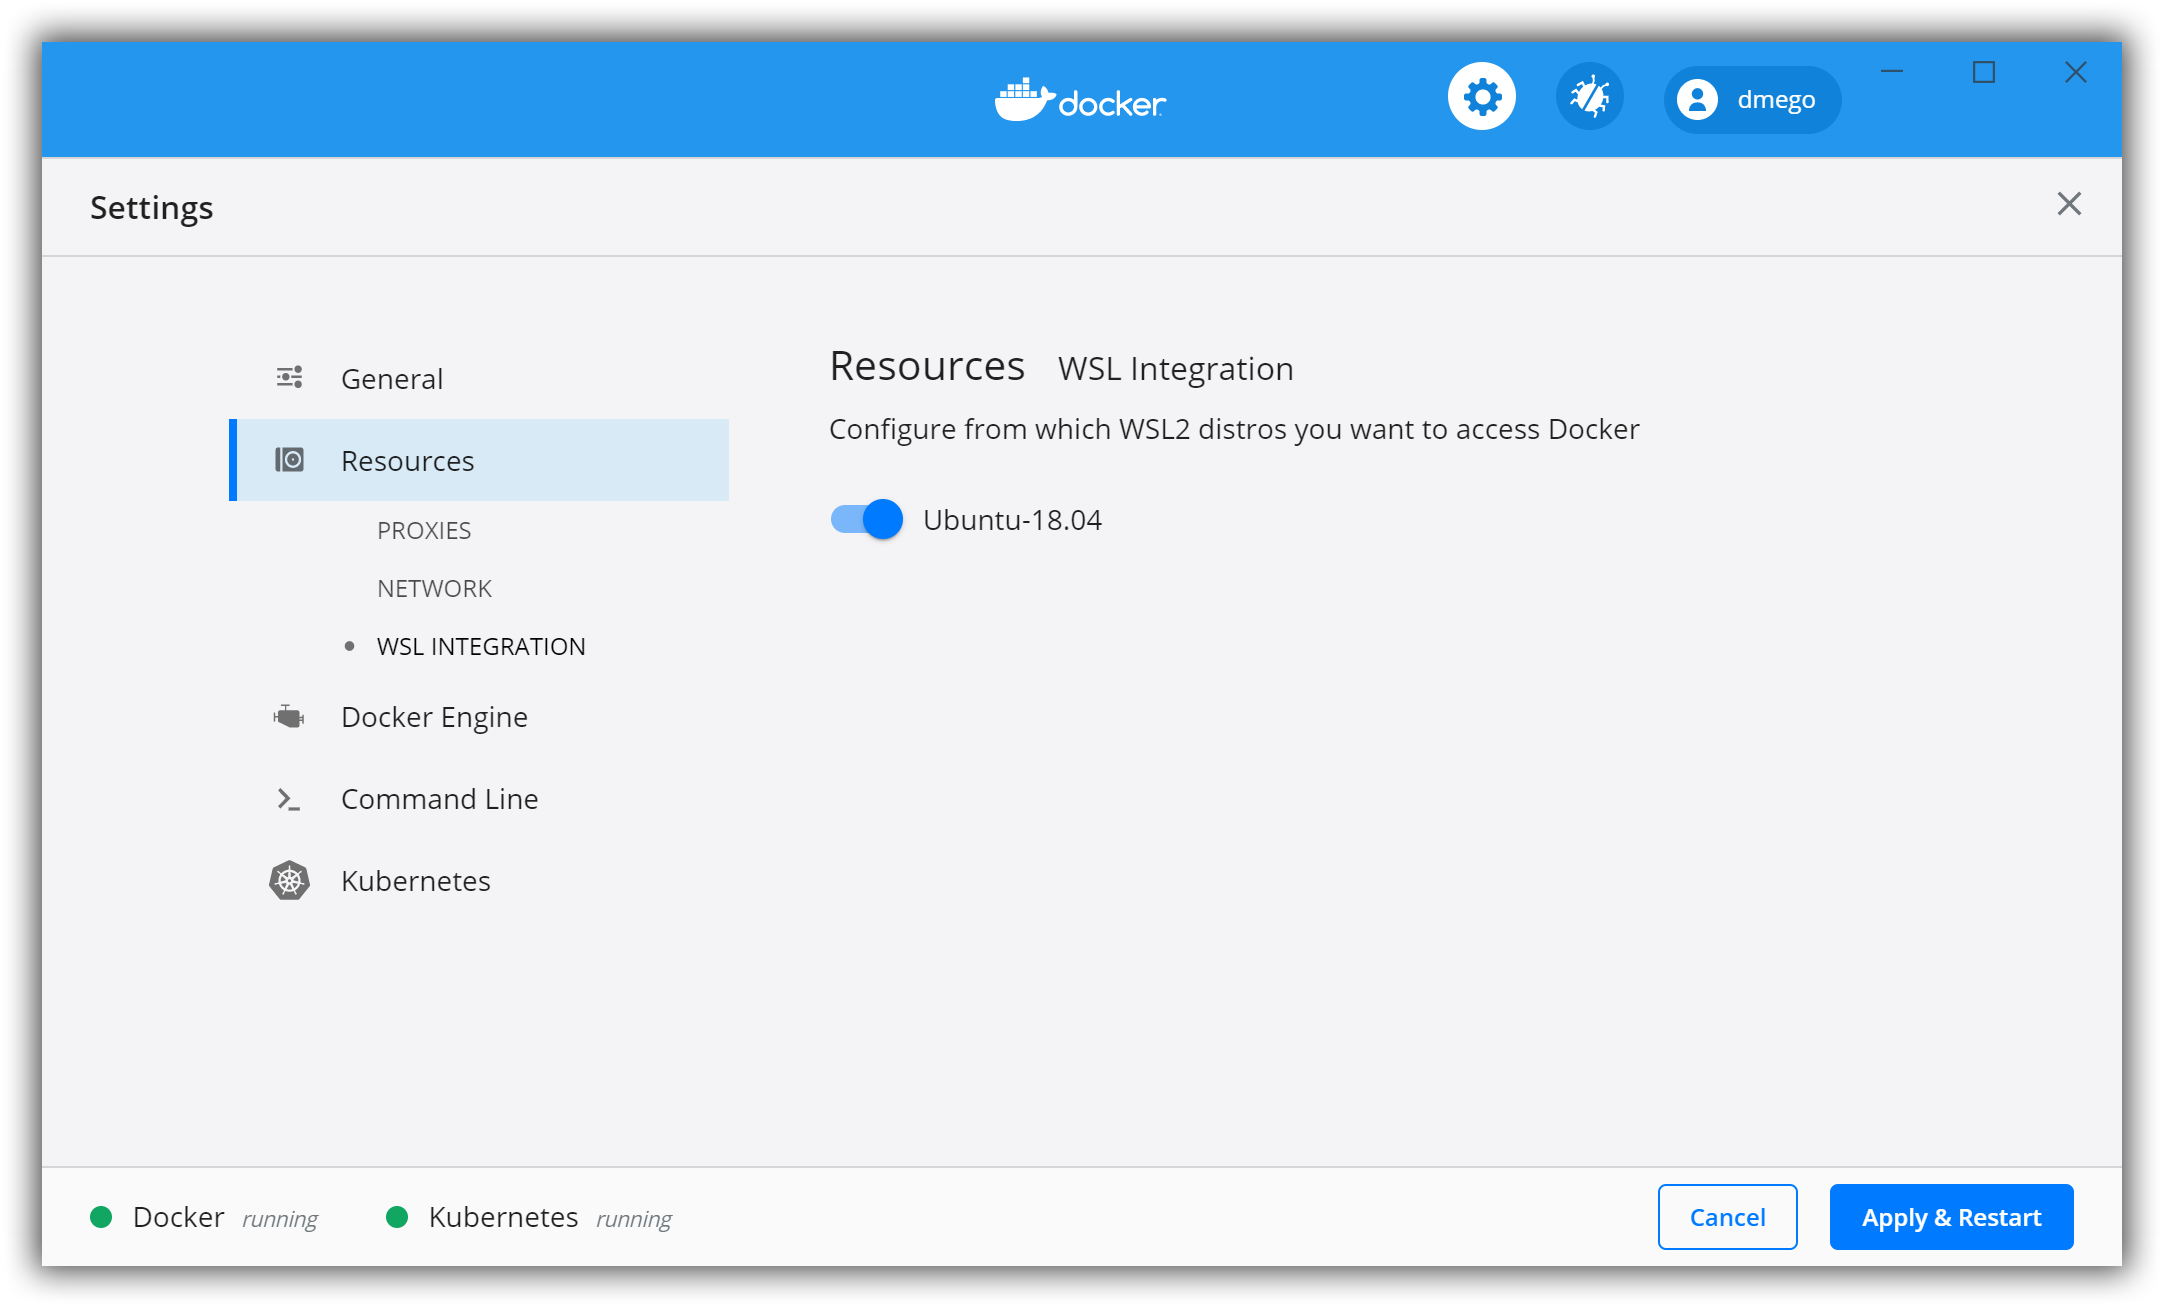 docker
dmego
Settings
General
Resources
PROXIES
NETWORK
WSL INTEGRATION
Docker Engine
Command Line
Kubernetes
Resources WSL Integration
Configure from which WSL2 distros you want to access Docker
Ubuntu-18.04
Docker running Kubernetes running
Cancel Apply & Restart